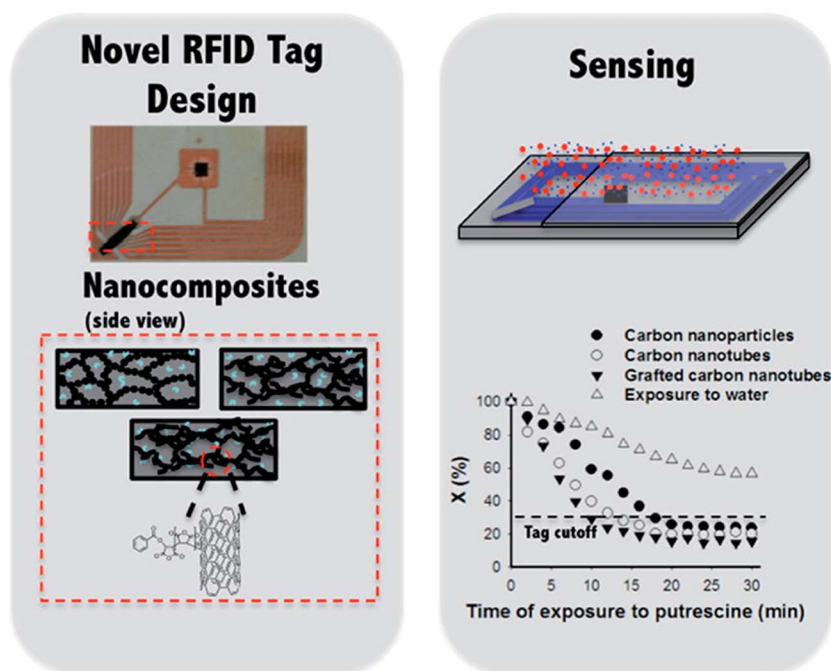 Novel RFID Tag
Design
Nanocomposites
(side view)
Sensing
Carbon nanoparticles
Carbon nanotubes
Grafted carbon nanotubes
Exposure to water
100
80
60
40
20
0
X (%)
Tag cutoff
0 5 10 15 20 25 30
Time of exposure to putrescine (min)